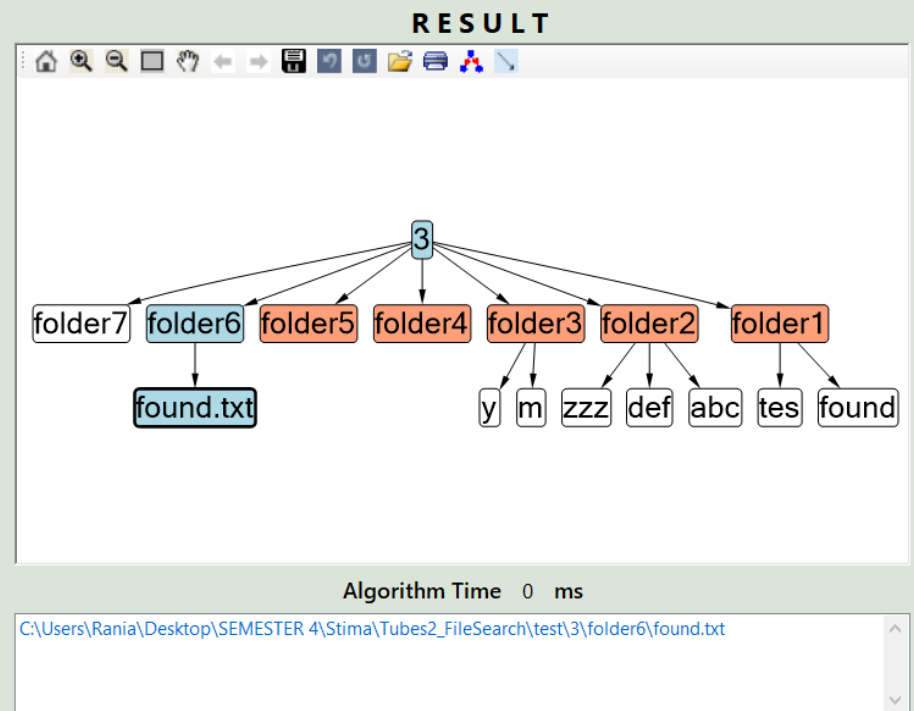 RESULT
3
folder7 folder6 folder5 folder4 folder3 folder2 folder1
found.txt y m zzz def abc tes found
Algorithm Time 0 ms
C:\Users\Rania\Desktop\SEMESTER 4\Stima\Tubes2_FileSearch\test\3\folder6\found.txt